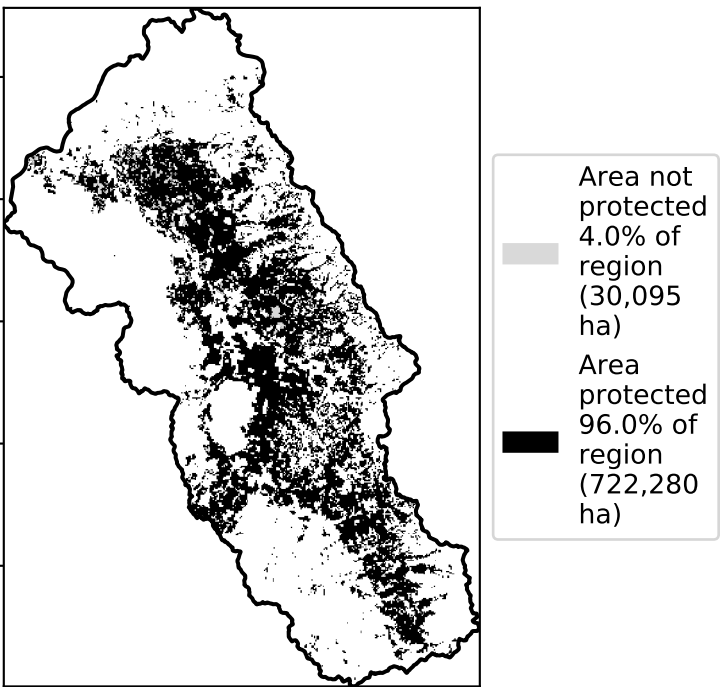 Area not
protected
4.0% of
region
(30,095
ha)
Area
protected
96.0% of
region
(722,280
ha)